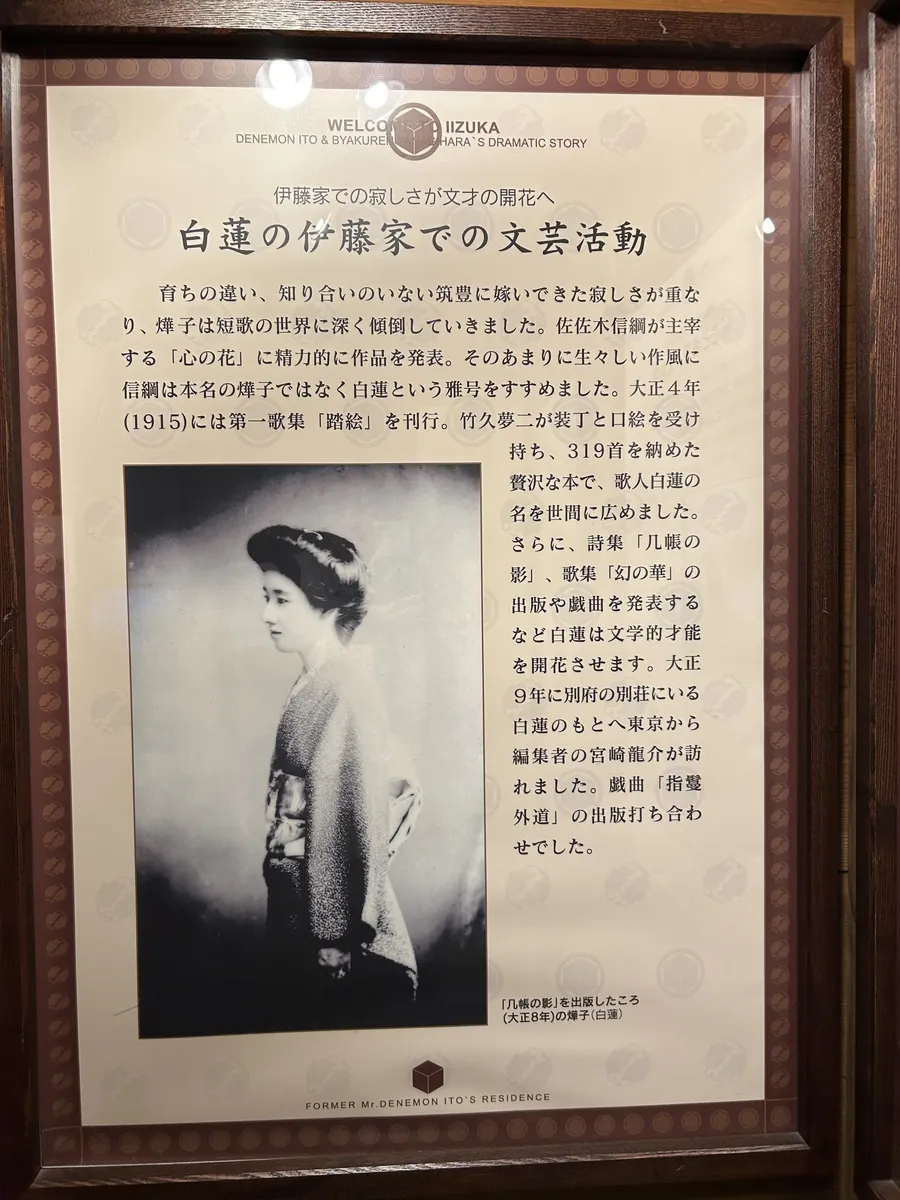 WELCOME TO IIZUKA
DENEMON ITO & BYAKUREN HARA`S DRAMATIC STORY
伊藤家での寂しさが文才の開花へ
白蓮の伊藤家での文芸活動
育ちの違い、知り合いのいない筑豊に嫁いできた寂しさが重な
り、燁子は短歌の世界に深く傾倒していきました。佐佐木信綱が主宰
する「心の花」に精力的に作品を発表。そのあまりに生々しい作風に
信綱は本名の燁子ではなく白蓮という雅号をすすめました。大正４年
(1915)には第一歌集「踏絵」を刊行。竹久夢二が装丁と口絵を受け
持ち、319首を納めた
贅沢な本で、歌人白蓮の
名を世間に広めました。
さらに、詩集「几帳の
影」、歌集「幻の華」の
出版や戯曲を発表する
など白蓮は文学的才能
を開花させます。大正
９年に別府の別荘にいる
白蓮のもとへ東京から
編集者の宮崎龍介が訪
れました。戯曲「指鬘
外道」の出版打ち合わ
せでした。
「几帳の影」を出版したころ
(大正8年)の燁子(白蓮)
FORMER Mr.DENEMON ITO`S RESIDENCE